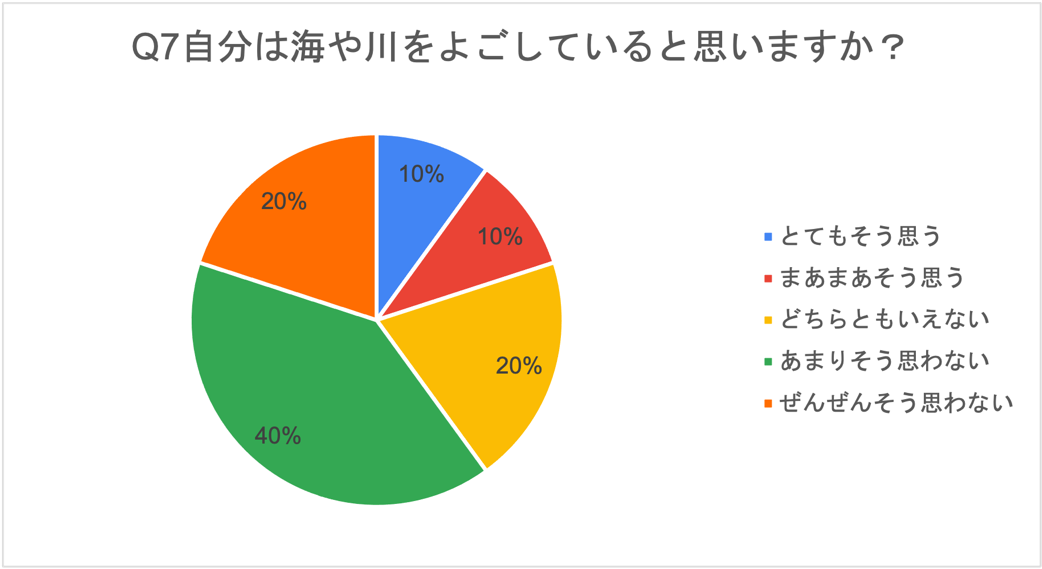 Q7自分は海や川をよごしていると思いますか？
10%
10%
20%
40%
20%
とてもそう思う
まあまあそう思う
どちらともいえない
あまりそう思わない
ぜんぜんそう思わない